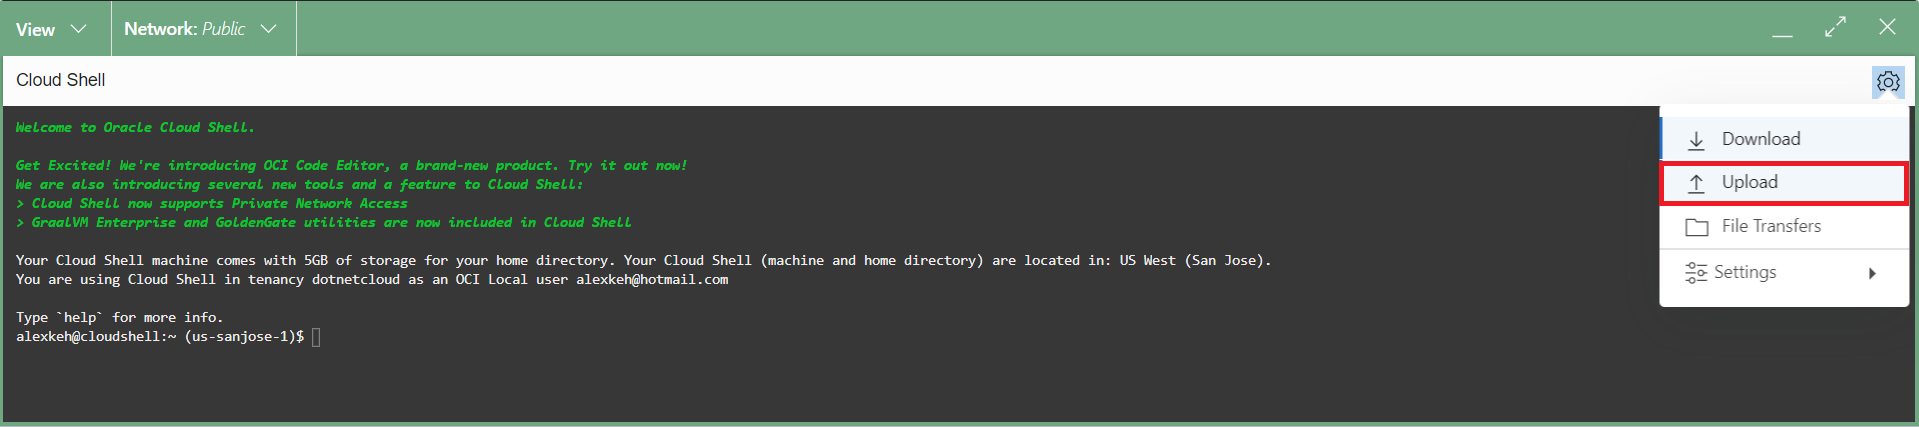 View
Network: Public
Cloud Shell
Welcome to Oracle Cloud Shell.
Get Excited! We're introducing OCI Code Editor, a brand-new product. Try it out now!
We are also introducing several new tools and a feature to Cloud Shell:
> Cloud Shell now supports Private Network Access
> GraalVM Enterprise and GoldenGate utilities are now included in Cloud Shell
Your Cloud Shell machine comes with 5GB of storage for your home directory. Your Cloud Shell (machine and home directory) are located in: US West (San Jose).
You are using Cloud Shell in tenancy dotnetcloud as an OCI Local user alexkeh@hotmail.com
Type `help` for more info.
alexkeh@cloudshell:~ (us-sanjose-1)$
Download
Upload
File Transfers
Settings